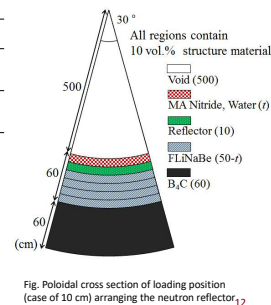 30 °
All regions contain
10 vol.% structure material
Void (500)
MA Nitride, Water (t)
Reflector (10)
FLiNaBe (50-t)
B₄C (60)
500
60
60
(cm)
Fig. Poloidal cross section of loading position
(case of 10 cm) arranging the neutron reflector
12